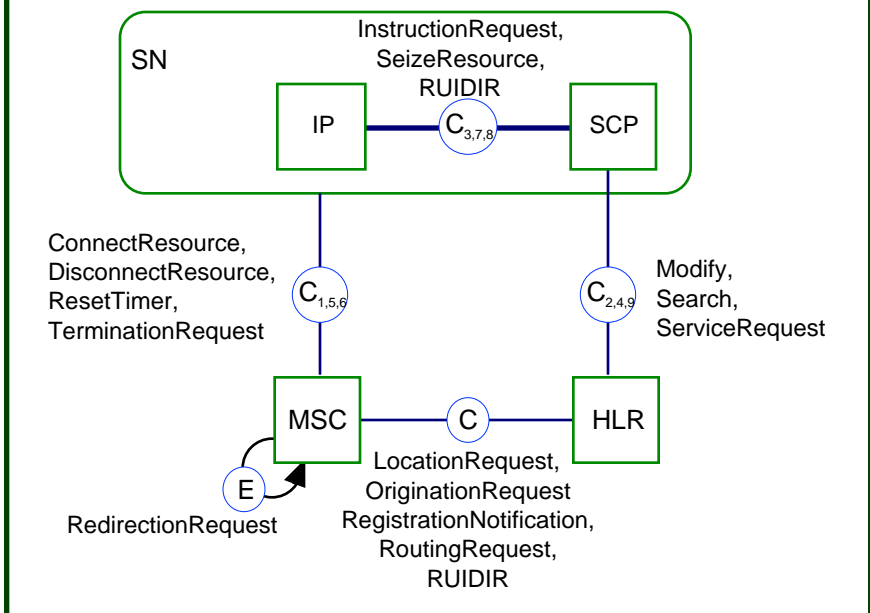 InstructionRequest,
SeizeResource,
RUIDIR
SN
IP
C3,7,8
SCP
ConnectResource,
DisconnectResource,
ResetTimer,
TerminationRequest
C1,5,6
C2,4,9
Modify,
Search,
ServiceRequest
MSC
C
HLR
E
RedirectionRequest
LocationRequest,
OriginationRequest
RegistrationNotification,
RoutingRequest,
RUIDIR